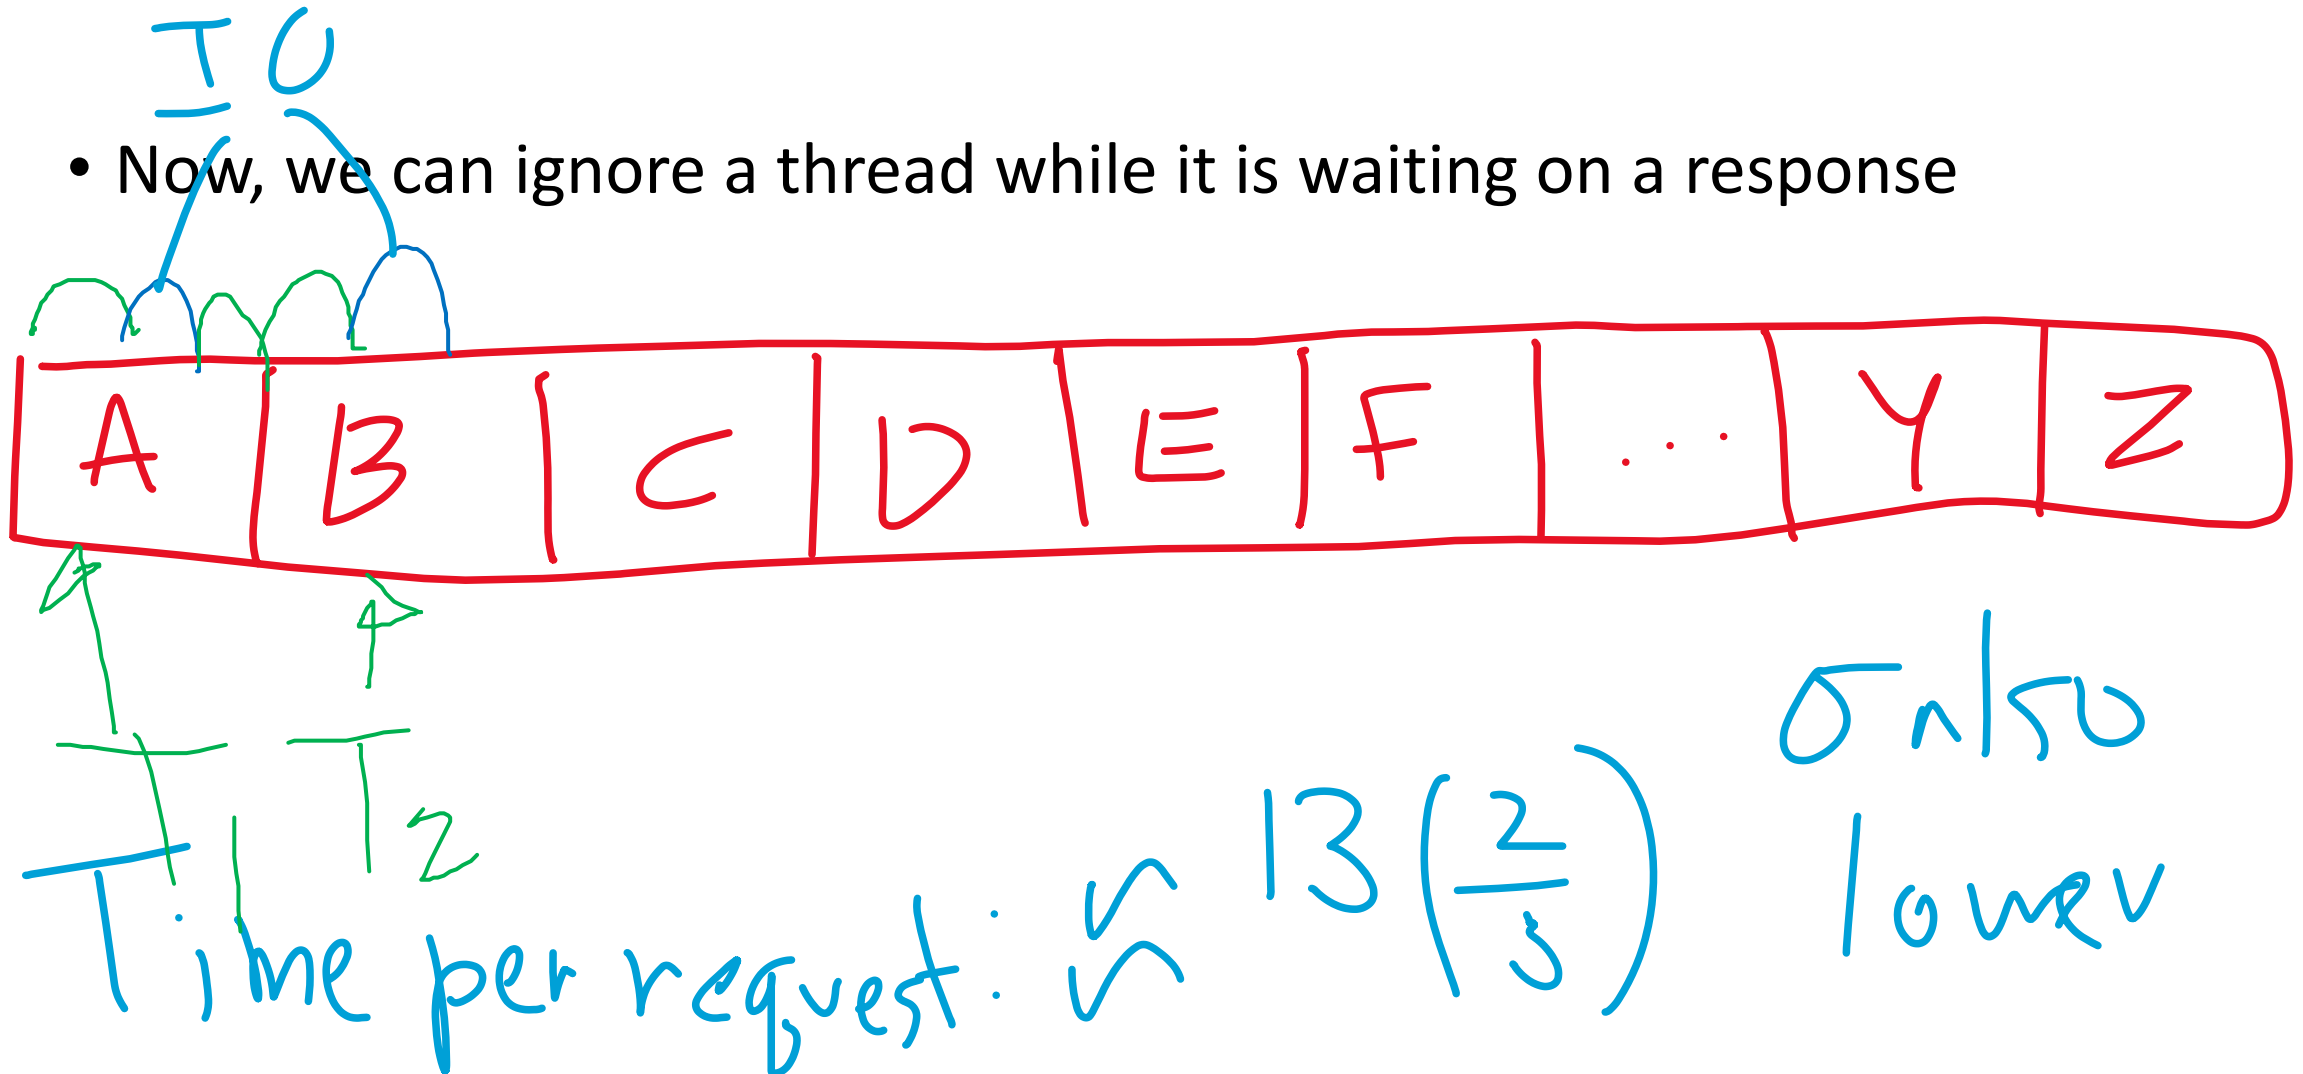 IO
• Now, we can ignore a thread while it is waiting on a response
A B C D E F ... Y Z
T1 T2
Time per request: ≈ 13(2/3)
σ also
lower